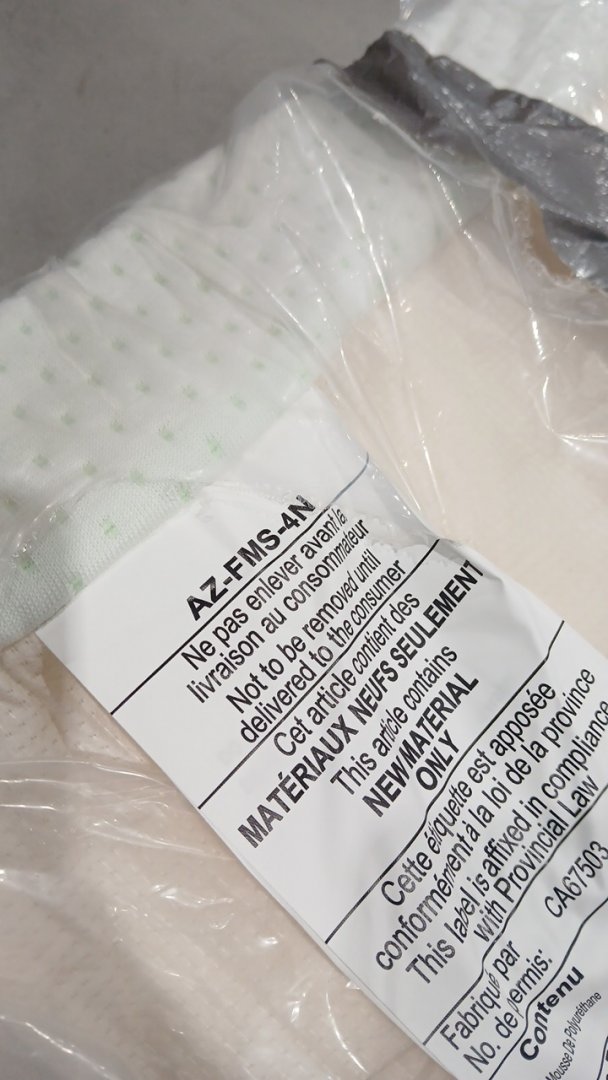 AZ-FMS-4N
Ne pas enlever avant la
livraison au consommateur
Not to be removed until
delivered to the consumer
Cet article contient des
MATÉRIAUX NEUFS SEULEMENT
This article contains
NEW MATERIAL
ONLY
Cette étiquette est apposée
conformément à la loi de la province
This label is affixed in compliance
with Provincial Law
Fabriqué par
No. de permis: CA67503
Contenu
Mousse De Polyuréthane